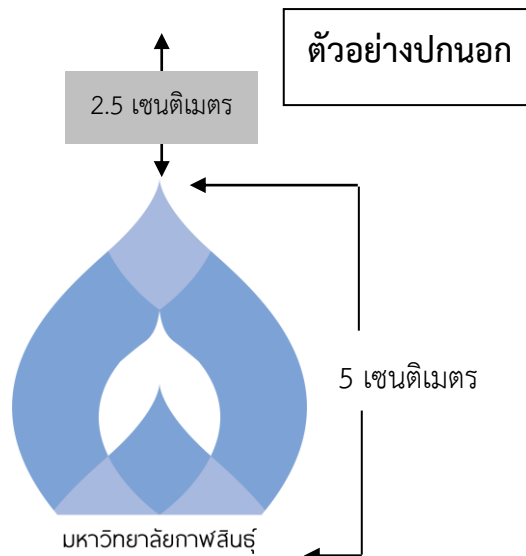 ตัวอย่างปกนอก
2.5 เซนติเมตร
5 เซนติเมตร
มหาวิทยาลัยกาฬสินธุ์